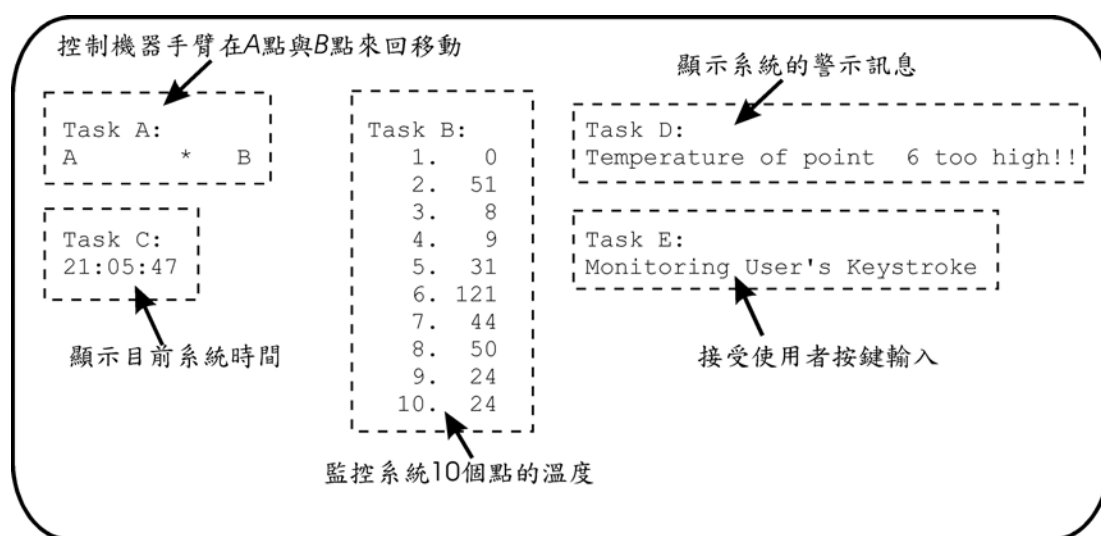 控制機器手臂在A點與B點來回移動
Task A:
A * B
Task C:
21:05:47
顯示目前系統時間
Task B:
1. 0
2. 51
3. 8
4. 9
5. 31
6. 121
7. 44
8. 50
9. 24
10. 24
監控系統10個點的溫度
顯示系統的警示訊息
Task D:
Temperature of point 6 too high!!
Task E:
Monitoring User's Keystroke
接受使用者按鍵輸入